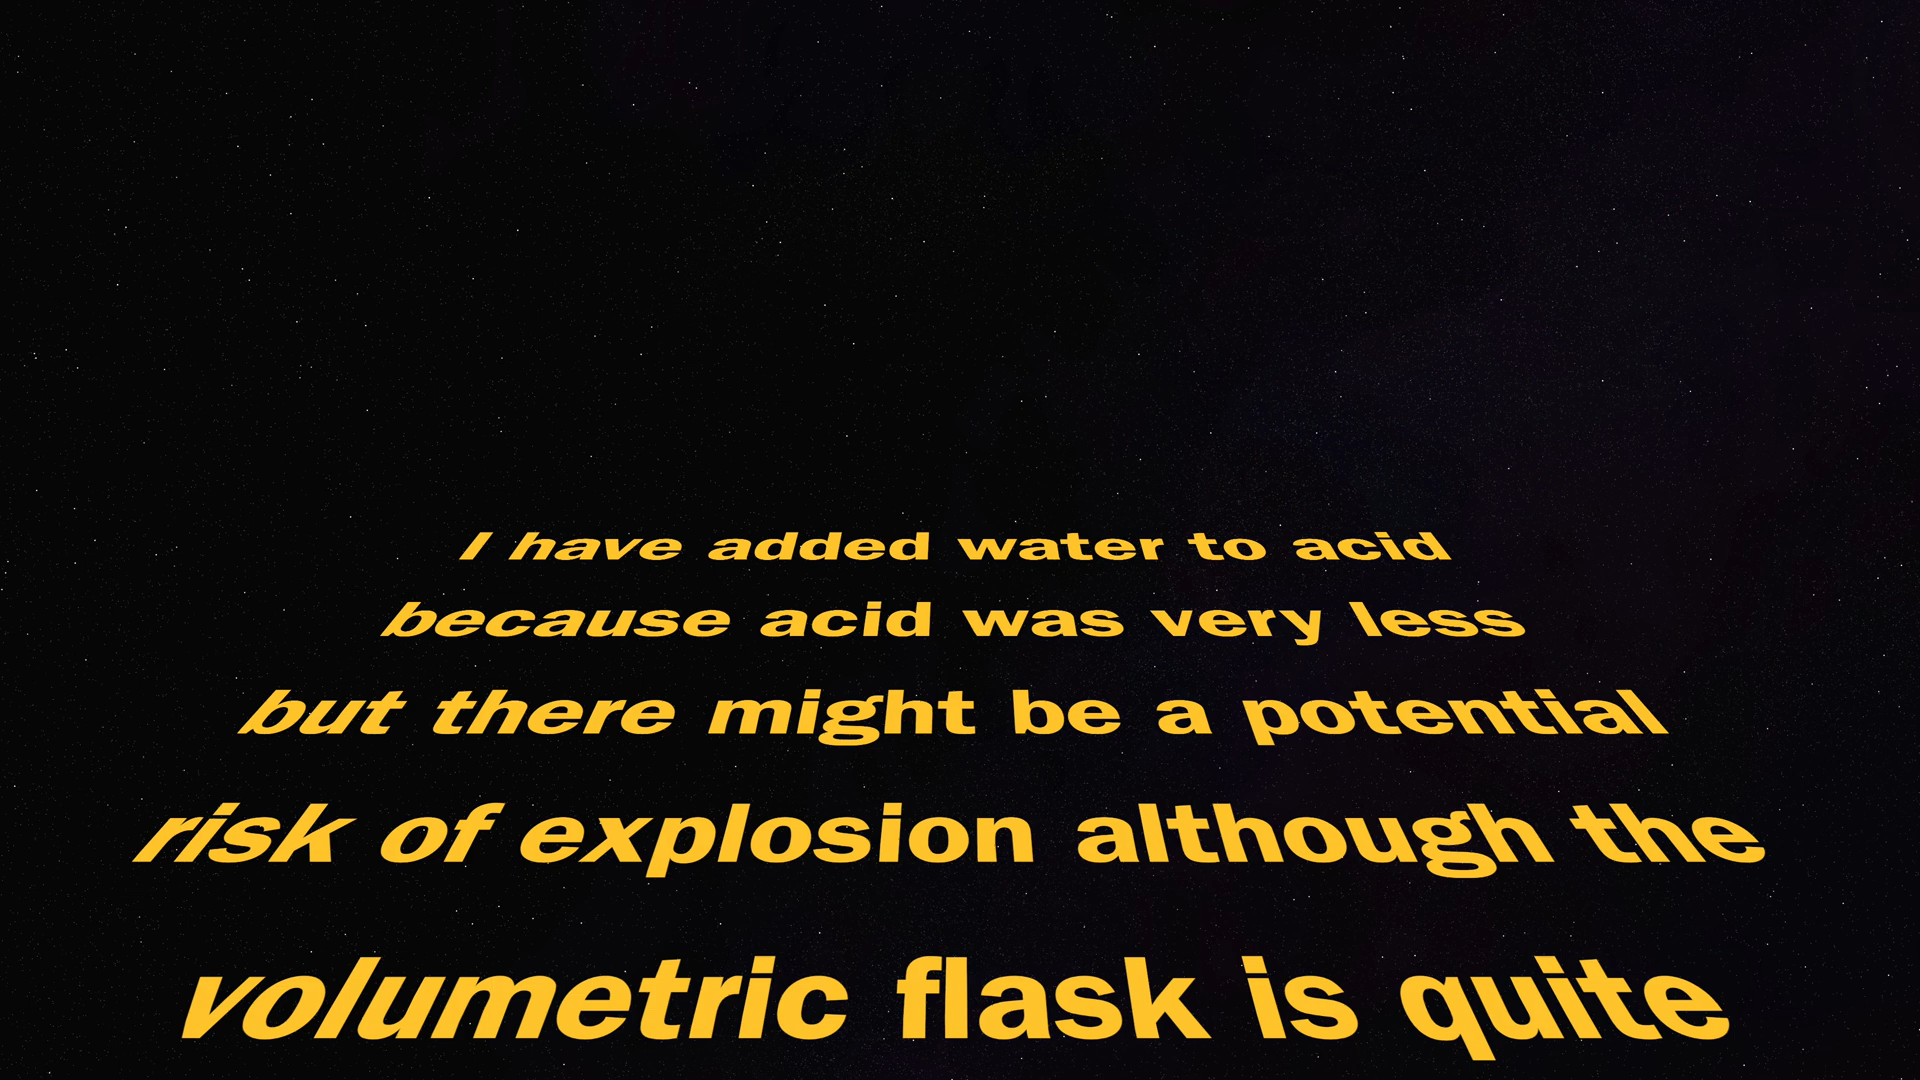 I have added water to acid
because acid was very less
but there might be a potential
risk of explosion although the
volumetric flask is quite